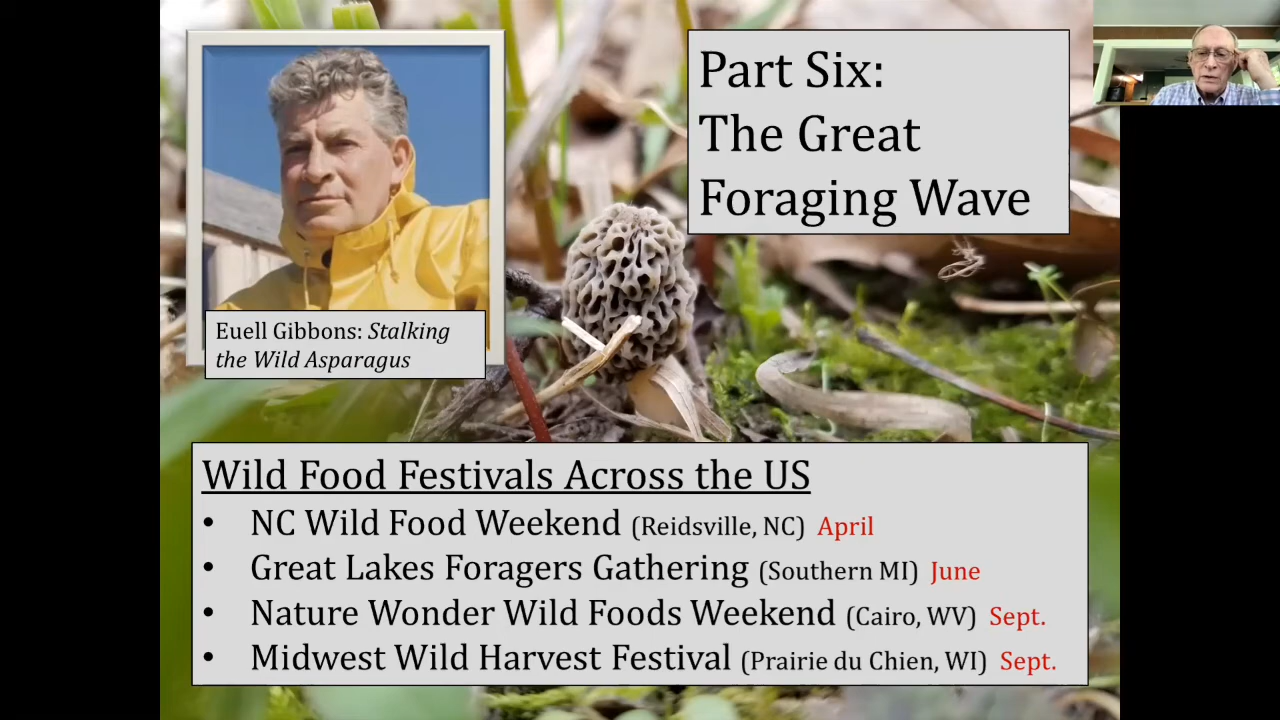 Part Six:
The Great
Foraging Wave
Euell Gibbons: Stalking
the Wild Asparagus
Wild Food Festivals Across the US
• NC Wild Food Weekend (Reidsville, NC) April
• Great Lakes Foragers Gathering (Southern MI) June
• Nature Wonder Wild Foods Weekend (Cairo, WV) Sept.
• Midwest Wild Harvest Festival (Prairie du Chien, WI) Sept.